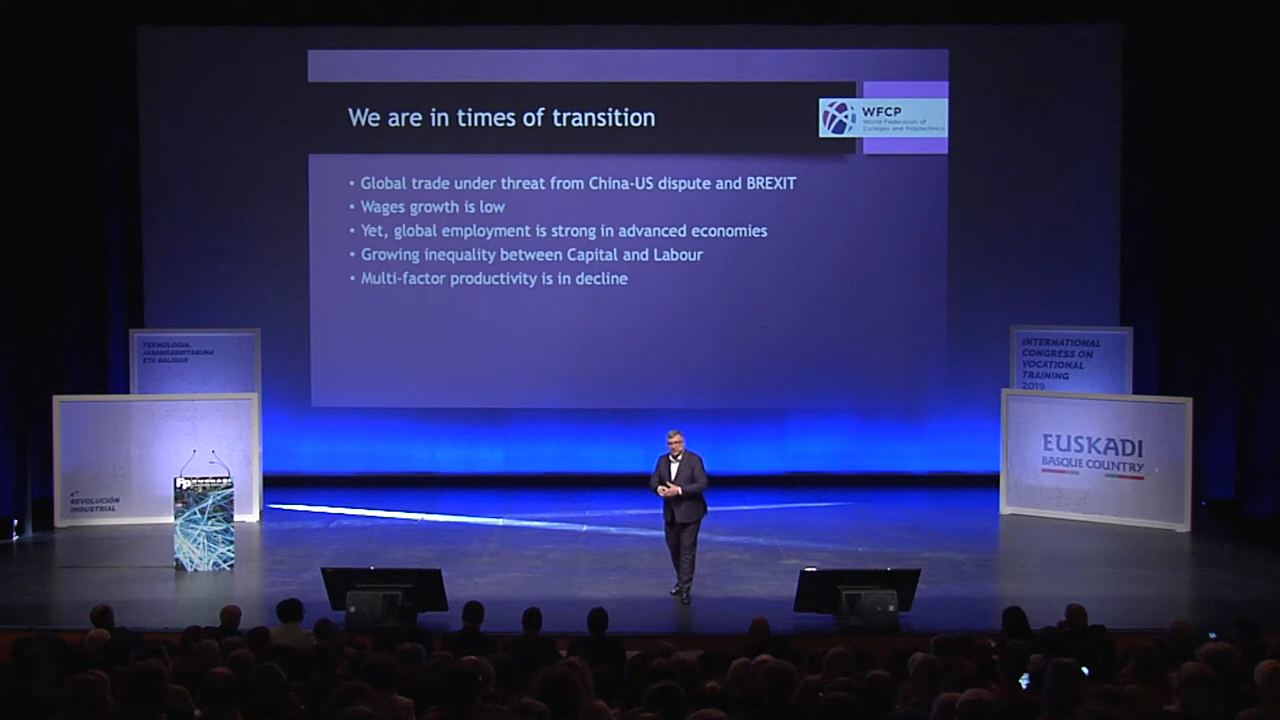 We are in times of transition
WFCP
World Federation of
Colleges and Polytechnics
• Global trade under threat from China-US dispute and BREXIT
• Wages growth is low
• Yet, global employment is strong in advanced economies
• Growing inequality between Capital and Labour
• Multi-factor productivity is in decline
TEKNOLOGIA,
JASANGARRITASUNA
ETA BALIOAK
INTERNATIONAL
CONGRESS ON
VOCATIONAL
TRAINING
2019
4ª
REVOLUCIÓN
INDUSTRIAL
EUSKADI
BASQUE COUNTRY
Fp EUSKADI